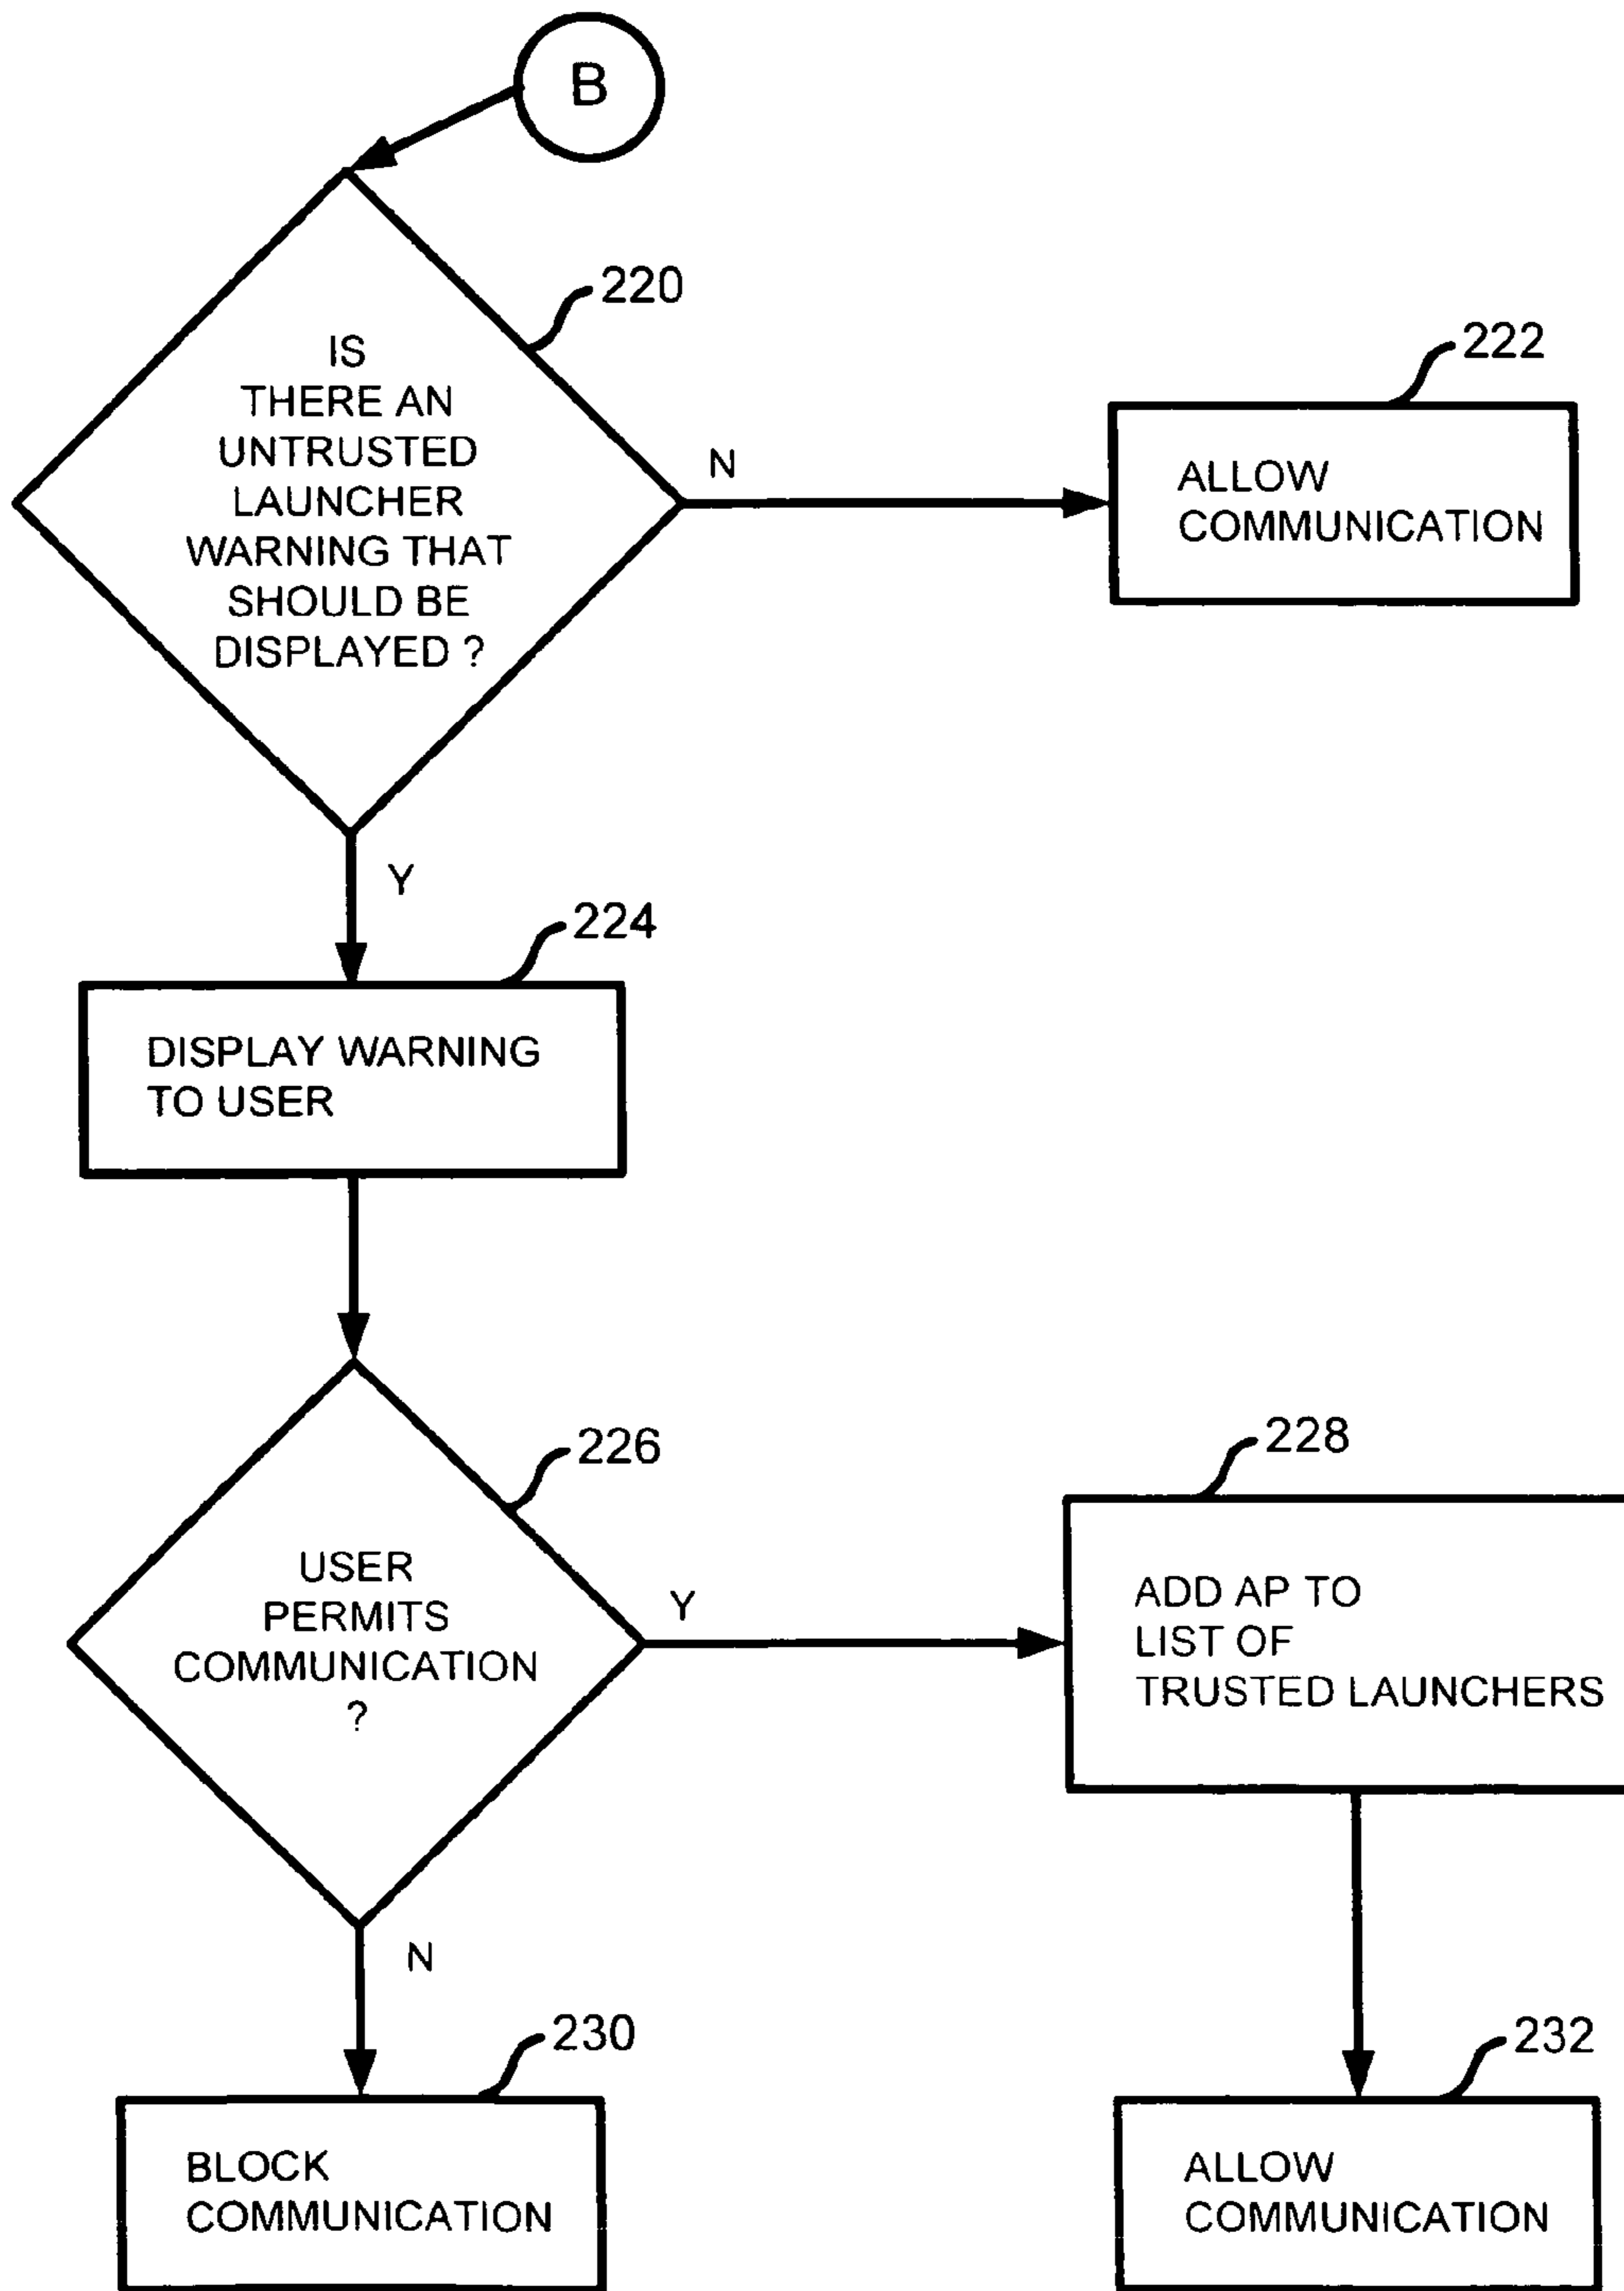 B
220
IS
THERE AN
UNTRUSTED
LAUNCHER
WARNING THAT
SHOULD BE
DISPLAYED ?
N
222
ALLOW
COMMUNICATION
Y
224
DISPLAY WARNING
TO USER
226
USER
PERMITS
COMMUNICATION
?
Y
228
ADD AP TO
LIST OF
TRUSTED LAUNCHERS
N
230
BLOCK
COMMUNICATION
232
ALLOW
COMMUNICATION